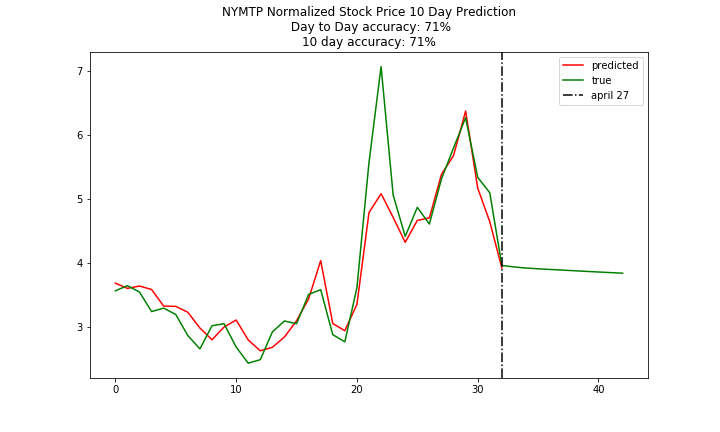 NYMTP Normalized Stock Price 10 Day Prediction
Day to Day accuracy: 71%
10 day accuracy: 71%
predicted
true
april 27
7
6
5
4
3
0
10
20
30
40